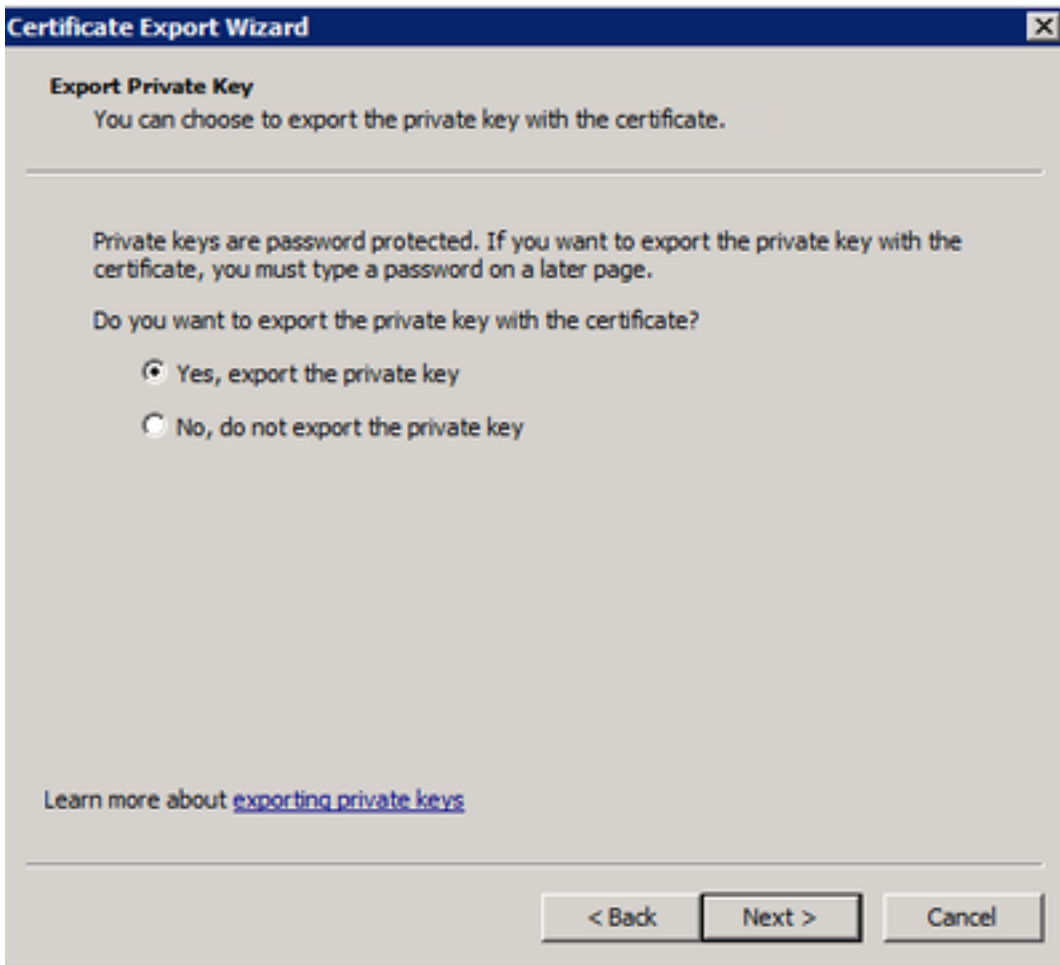 Certificate Export Wizard
Export Private Key
You can choose to export the private key with the certificate.
Private keys are password protected. If you want to export the private key with the
certificate, you must type a password on a later page.
Do you want to export the private key with the certificate?
Yes, export the private key
No, do not export the private key
Learn more about exporting private keys
< Back Next > Cancel